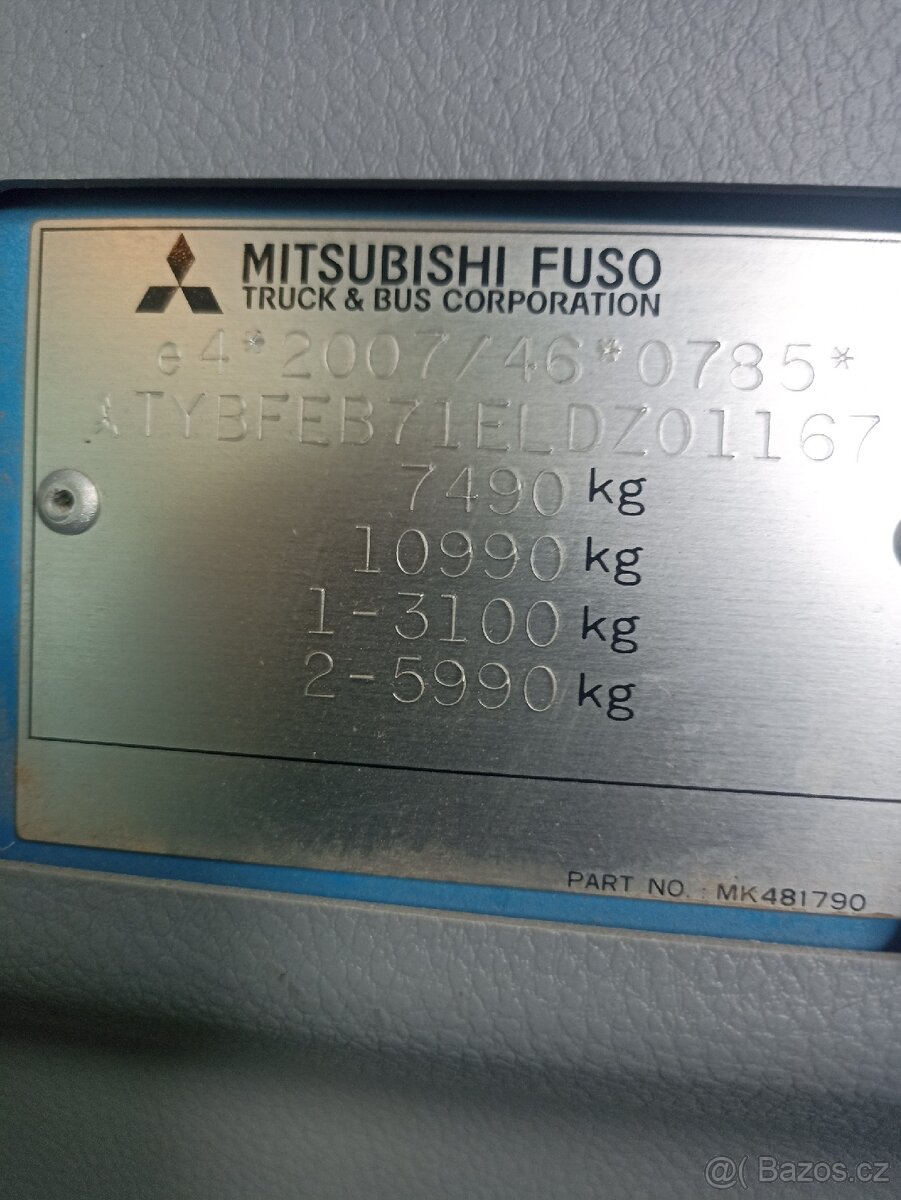 MITSUBISHI FUSO
TRUCK & BUS CORPORATION
e4*2007/46*0785*
TYBFEB71ELDZ01167
7490 kg
10990 kg
1-3100 kg
2-5990 kg
PART NO. : MK481790
@( Bazos.cz